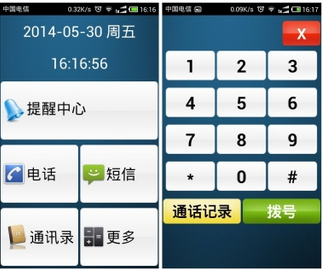 中国电信 0.32K/s 16:16
2014-05-30 周五
16:16:56
提醒中心
电话 短信
通讯录 更多
中国电信 0.09K/s 16:17
X
1 2 3
4 5 6
7 8 9
* 0 #
通话记录 拨号